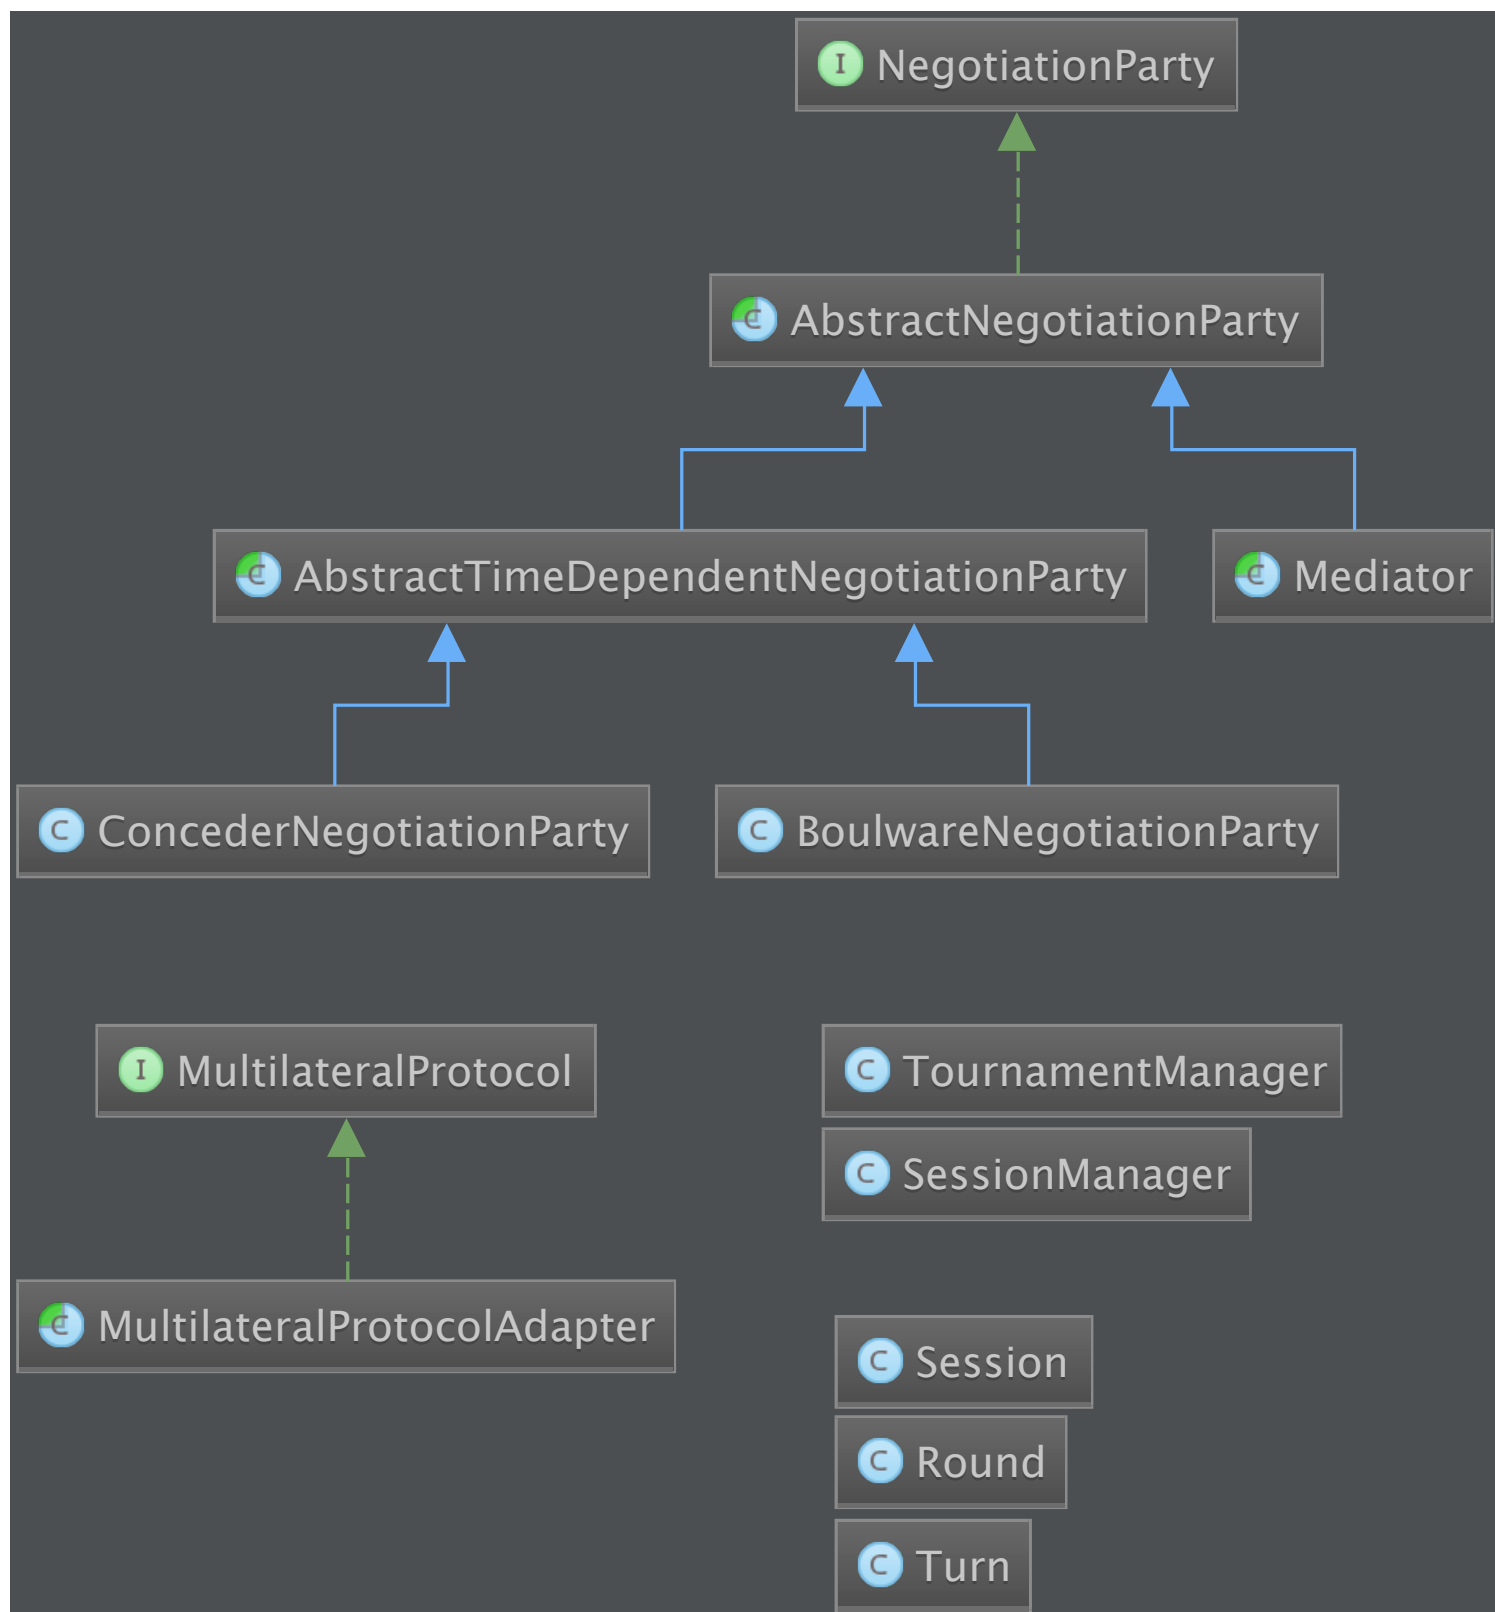 I NegotiationParty
C AbstractNegotiationParty
C AbstractTimeDependentNegotiationParty
C Mediator
C ConcederNegotiationParty
C BoulwareNegotiationParty
I MultilateralProtocol
C TournamentManager
C SessionManager
C MultilateralProtocolAdapter
C Session
C Round
C Turn